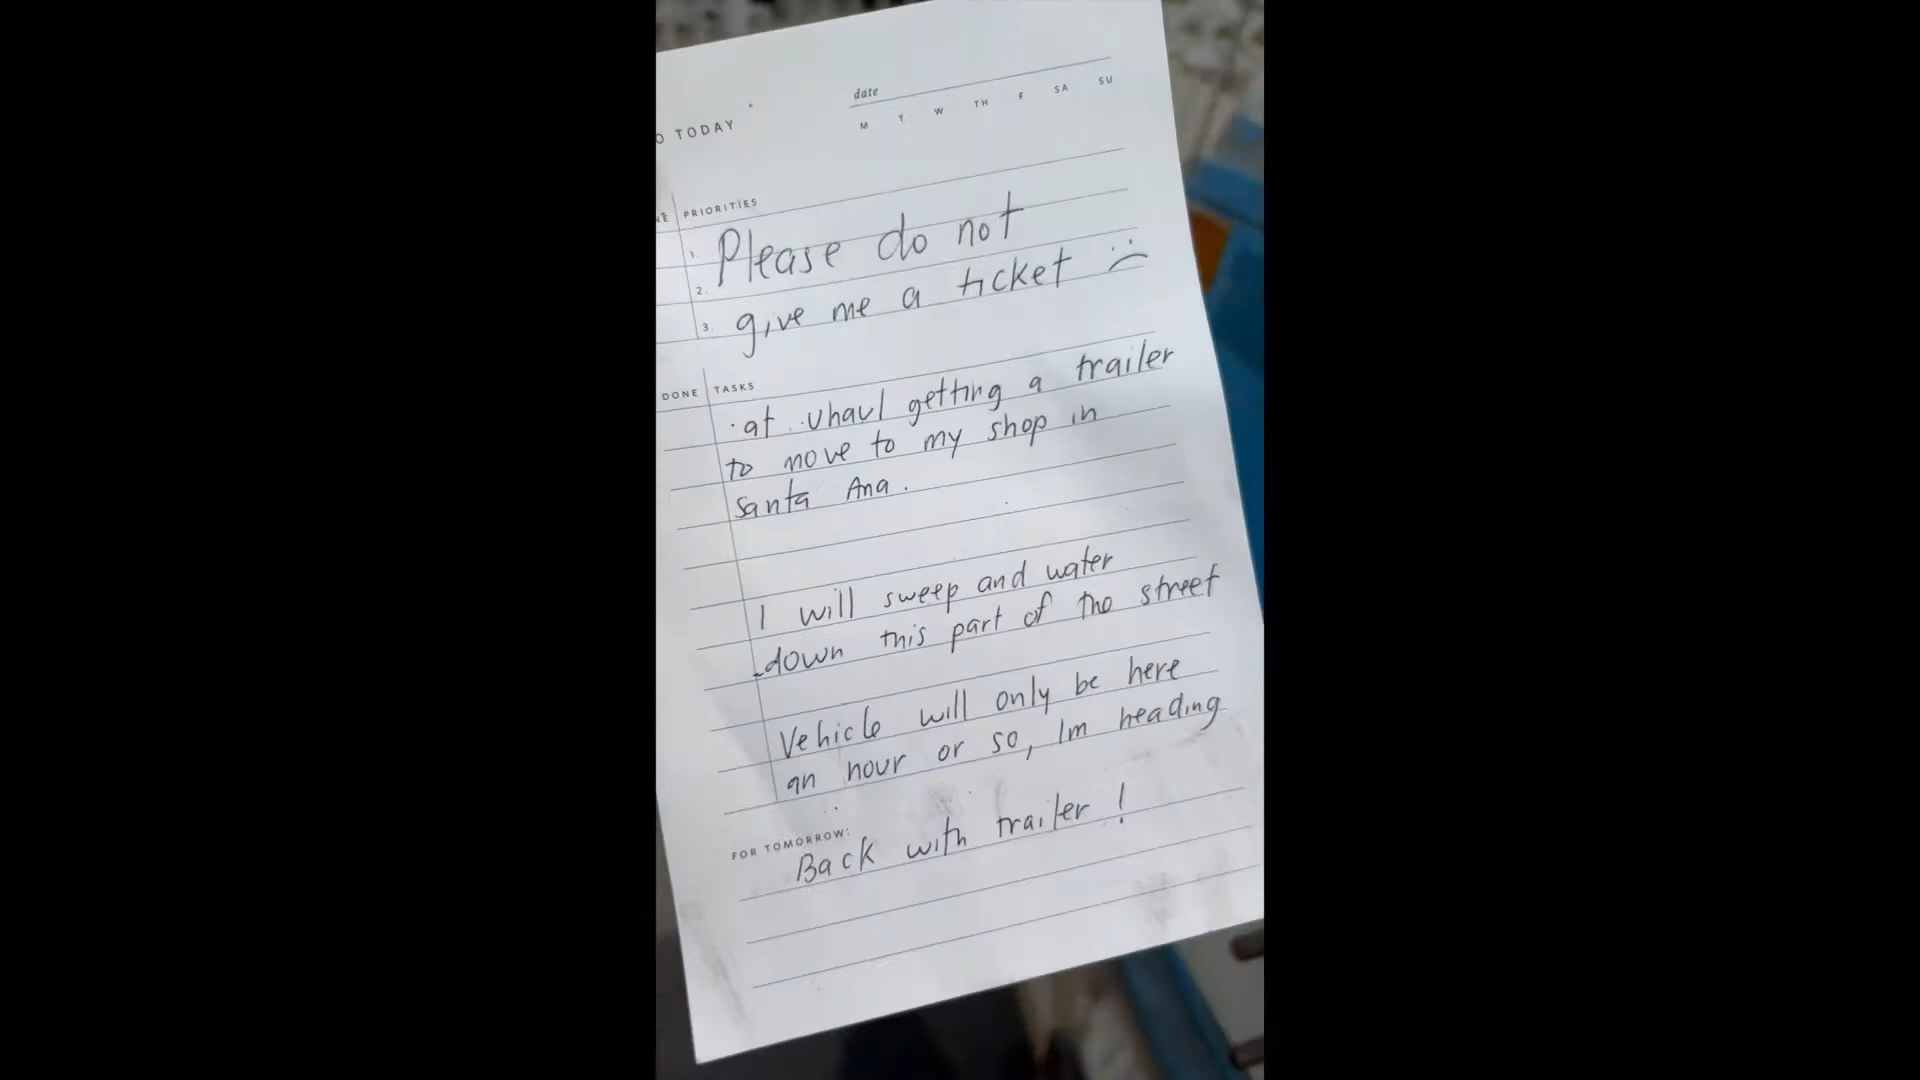 O TODAY
date
M T W TH F SA SU
NE PRIORITIES
1. Please do not
2.
3. give me a ticket :(
DONE TASKS
at uhaul getting a trailer
to move to my shop in
Santa Ana.
I will sweep and water
down this part of the street
Vehicle will only be here
an hour or so, Im heading
FOR TOMORROW:
Back with trailer !